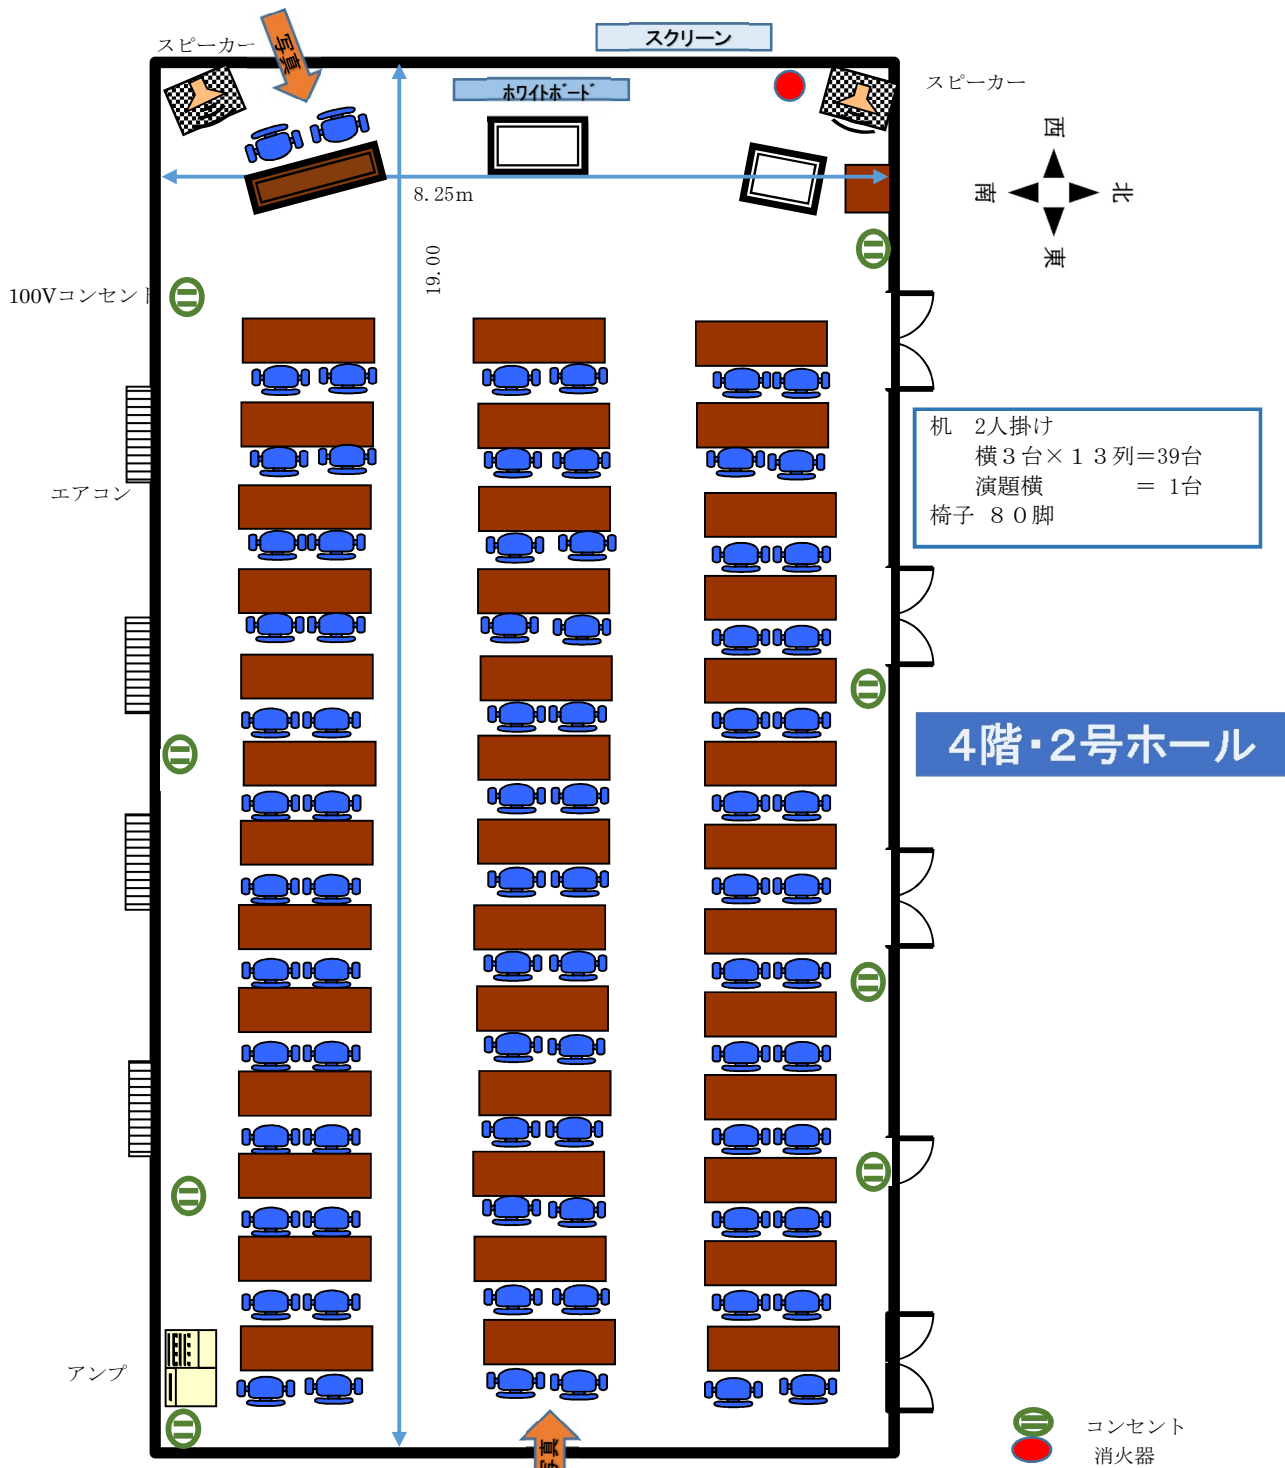 スクリーン
スピーカー
写真
ホワイトボード
スピーカー
西
南
北
東
8.25m
19.00
100Vコンセント
机　2人掛け
横３台×１３列=39台
演題横　　　　＝ 1台
椅子 ８０脚
エアコン
４階・２号ホール
アンプ
写真
コンセント
消火器